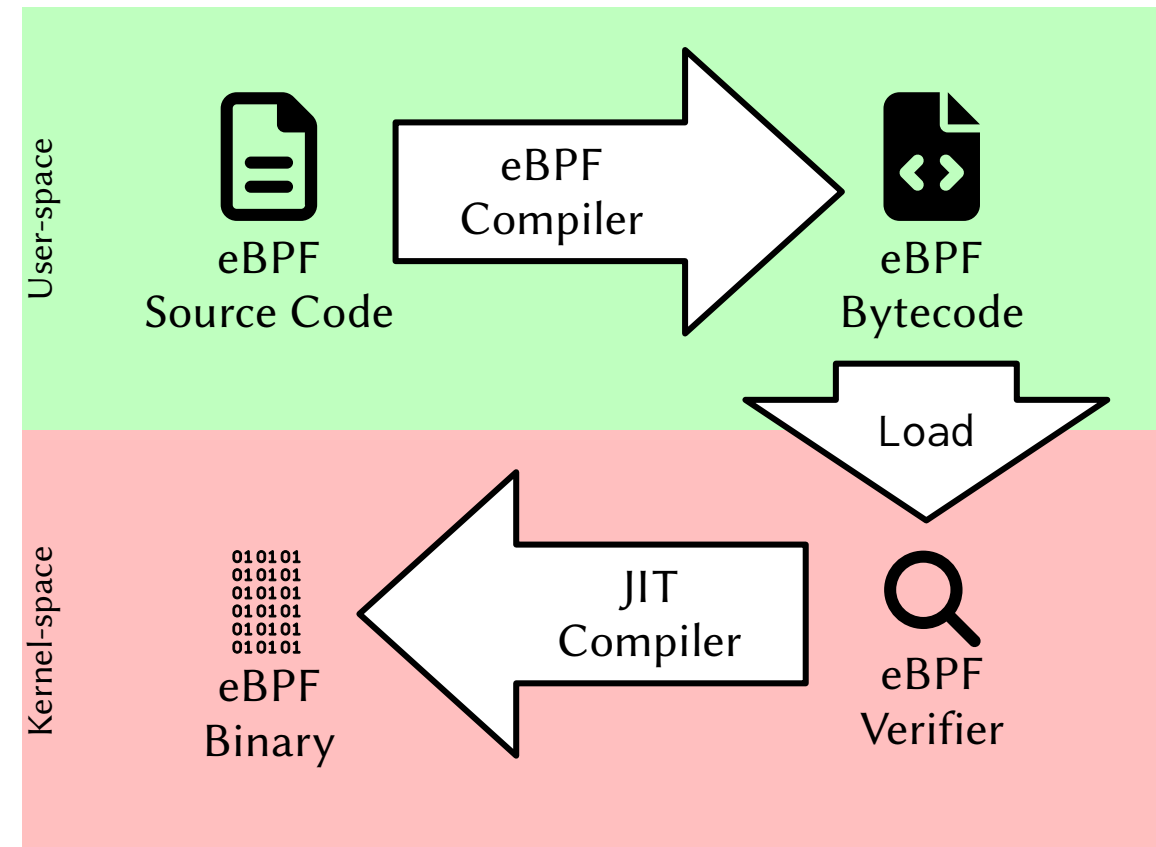 User-space
eBPF
Source Code
eBPF
Compiler
eBPF
Bytecode
Load
Kernel-space
010101
010101
010101
010101
010101
010101
eBPF
Binary
JIT
Compiler
eBPF
Verifier